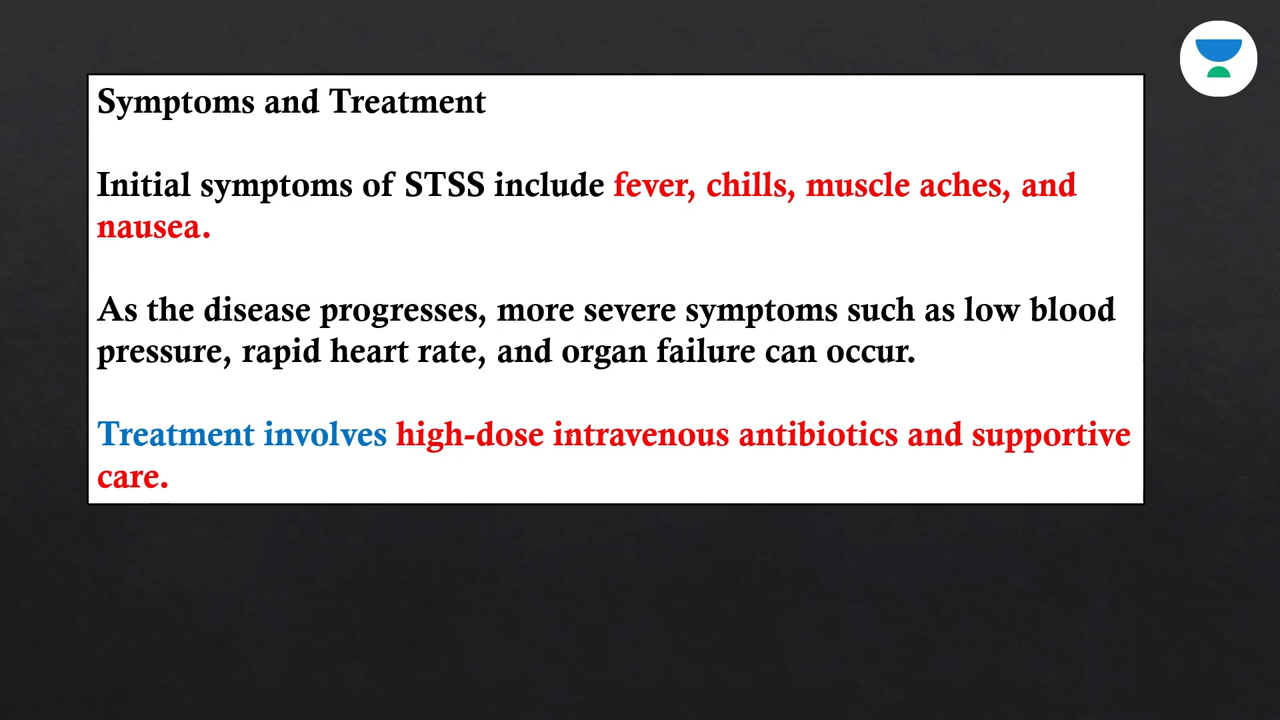 Symptoms and Treatment
Initial symptoms of STSS include fever, chills, muscle aches, and
nausea.
As the disease progresses, more severe symptoms such as low blood
pressure, rapid heart rate, and organ failure can occur.
Treatment involves high-dose intravenous antibiotics and supportive
care.